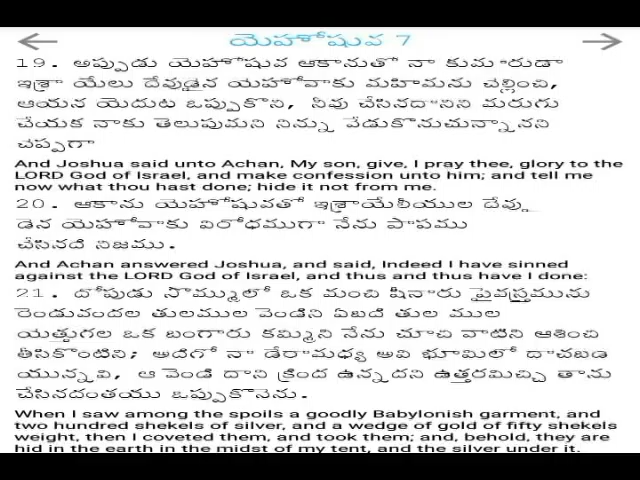 యెహోషువ 7
19. అప్పుడు యెహోషువ ఆకానుతో నా కుమారుడా
ఇశ్రా యేలు దేవుడైన యెహోవాకు మహిమను చెల్లించి,
ఆయన యెదుట ఒప్పుకొని, నీవు చేసినదానిని మరుగు
చేయక నాకు తెలుపుమని నిన్ను వేడుకొనుచున్నానని
చెప్పగా
And Joshua said unto Achan, My son, give, I pray thee, glory to the
LORD God of Israel, and make confession unto him; and tell me
now what thou hast done; hide it not from me.
20. ఆకాను యెహోషువతో ఇశ్రాయేలీయుల దేవు
డైన యెహోవాకు విరోధముగా నేను పాపము
చేసినది నిజము.
And Achan answered Joshua, and said, Indeed I have sinned
against the LORD God of Israel, and thus and thus have I done:
21. దోపుడు సొమ్ములో ఒక మంచి షీనారు పైవస్త్రమును
రెండువందల తులముల వెండిని ఏబది తుల ముల
యెత్తుగల ఒక బంగారు కమ్మిని నేను చూచి వాటిని ఆశించి
తీసికొంటిని; అదిగో నా డేరామధ్య అవి భూమిలో దాచబడ
యున్నవి, ఆ వెండి దాని క్రింద ఉన్నదని ఉత్తరమిచ్చి తాను
చేసినదంతయు ఒప్పుకొనెను.
When I saw among the spoils a goodly Babylonish garment, and
two hundred shekels of silver, and a wedge of gold of fifty shekels
weight, then I coveted them, and took them; and, behold, they are
hid in the earth in the midst of my tent, and the silver under it.